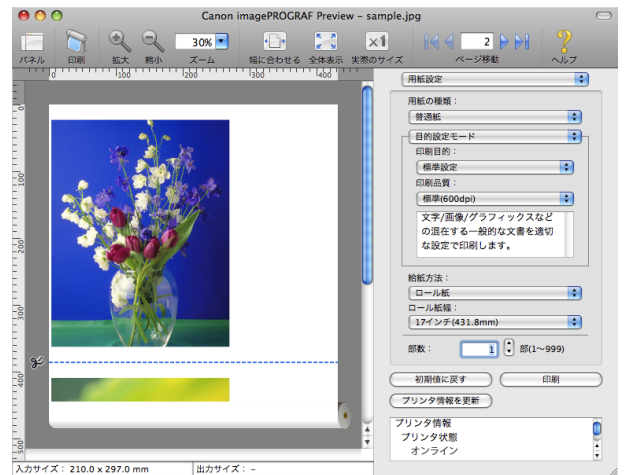 Canon imagePROGRAF Preview – sample.jpg
30%
2
パネル 印刷 拡大 縮小 ズーム 幅に合わせる 全体表示 実際のサイズ ページ移動 ヘルプ
0 100 200 300 400
0
100
200
300
400
500
用紙設定
用紙の種類：
普通紙
目的設定モード
印刷目的：
標準設定
印刷品質：
標準(600dpi)
文字/画像/グラフィックスなど
の混在する一般的な文書を適切
な設定で印刷します。
給紙方法：
ロール紙
ロール紙幅：
17インチ(431.8mm)
部数： 1 部(1〜999)
初期値に戻す 印刷
プリンタ情報を更新
プリンタ情報
プリンタ状態
オンライン
入力サイズ： 210.0 x 297.0 mm 出力サイズ： –